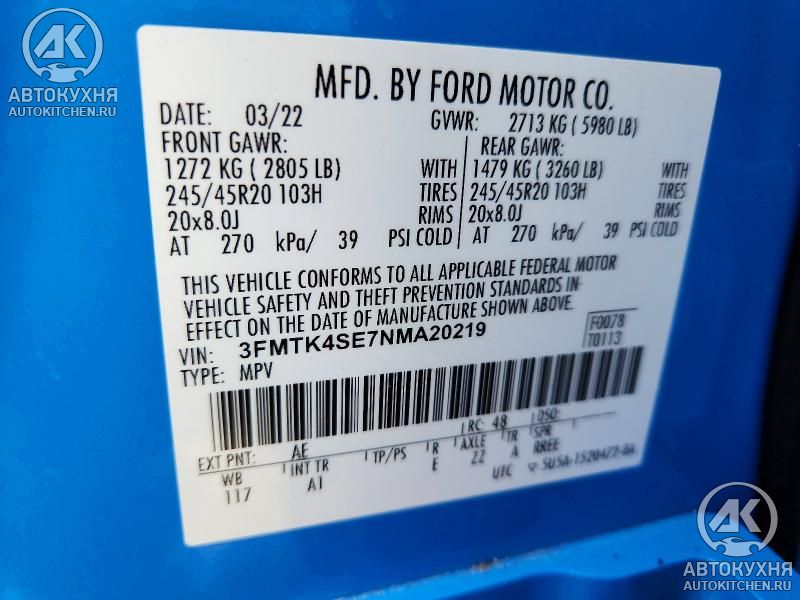 АВТОКУХНЯ
AUTOKITCHEN.RU
MFD. BY FORD MOTOR CO.
DATE: 03/22 GVWR: 2713 KG ( 5980 LB)
FRONT GAWR: REAR GAWR:
1272 KG ( 2805 LB) WITH 1479 KG ( 3260 LB) WITH
245/45R20 103H TIRES 245/45R20 103H TIRES
20x8.0J RIMS 20x8.0J RIMS
AT 270 kPa/ 39 PSI COLD AT 270 kPa/ 39 PSI COLD
THIS VEHICLE CONFORMS TO ALL APPLICABLE FEDERAL MOTOR
VEHICLE SAFETY AND THEFT PREVENTION STANDARDS IN
EFFECT ON THE DATE OF MANUFACTURE SHOWN ABOVE.
VIN: 3FMTK4SE7NMA20219 F0078
TYPE: MPV T0113
RC: 48 DSO:
EXT PNT: AE
WB INT TR TP/PS R AXLE TR SPR
117 A1 E ZZ A RREE
UTC
АВТОКУХНЯ
AUTOKITCHEN.RU